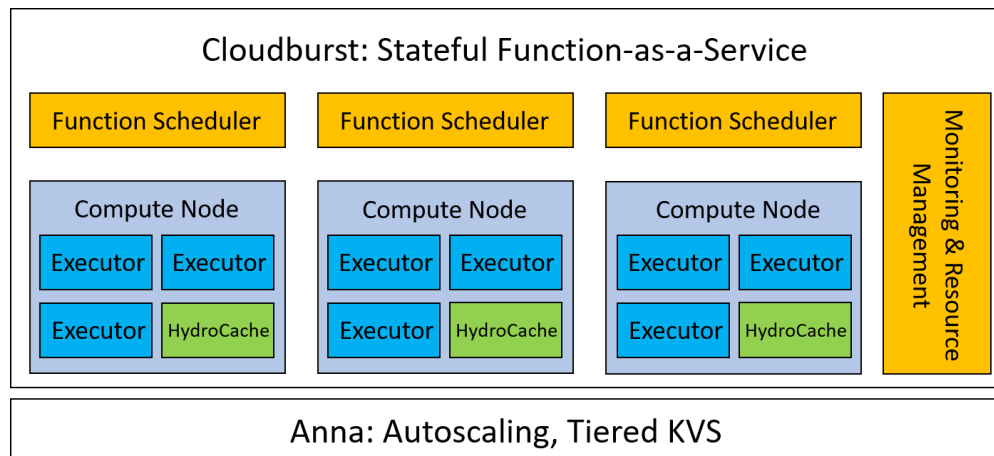 Cloudburst: Stateful Function-as-a-Service
Function Scheduler
Function Scheduler
Function Scheduler
Compute Node
Executor
Executor
Executor
HydroCache
Compute Node
Executor
Executor
Executor
HydroCache
Compute Node
Executor
Executor
Executor
HydroCache
Monitoring & Resource
Management
Anna: Autoscaling, Tiered KVS